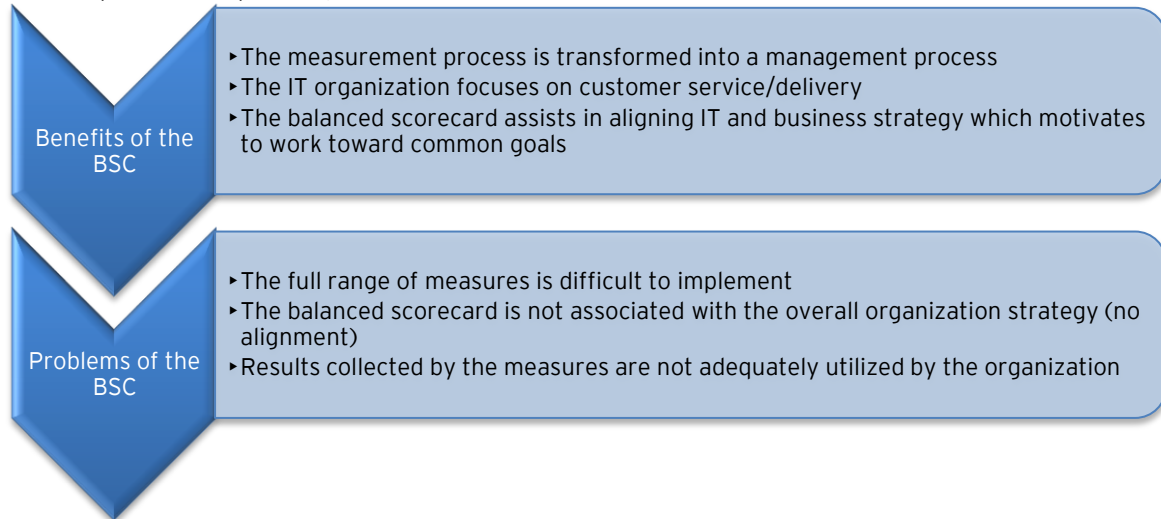 ‣The measurement process is transformed into a management process
‣The IT organization focuses on customer service/delivery
‣The balanced scorecard assists in aligning IT and business strategy which motivates
to work toward common goals
Benefits of the
BSC
‣The full range of measures is difficult to implement
‣The balanced scorecard is not associated with the overall organization strategy (no
alignment)
‣Results collected by the measures are not adequately utilized by the organization
Problems of the
BSC